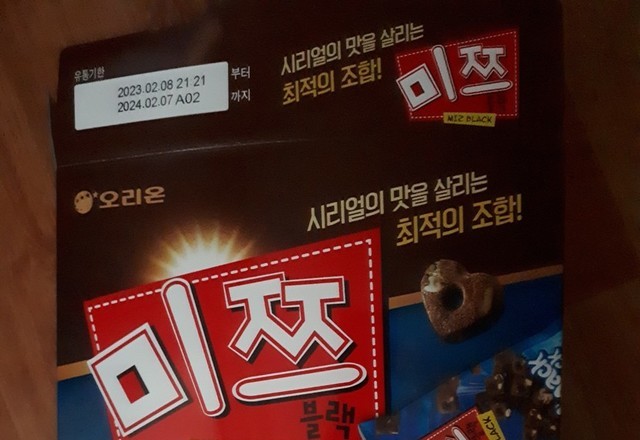 유통기한
2023.02.08 21:21
부터
2024.02.07 A02
까지
시리얼의 맛을 살리는
최적의 조합!
미쯔
MIZ BLACK
오리온
시리얼의 맛을 살리는
최적의 조합!
미쯔
블랙
BLACK